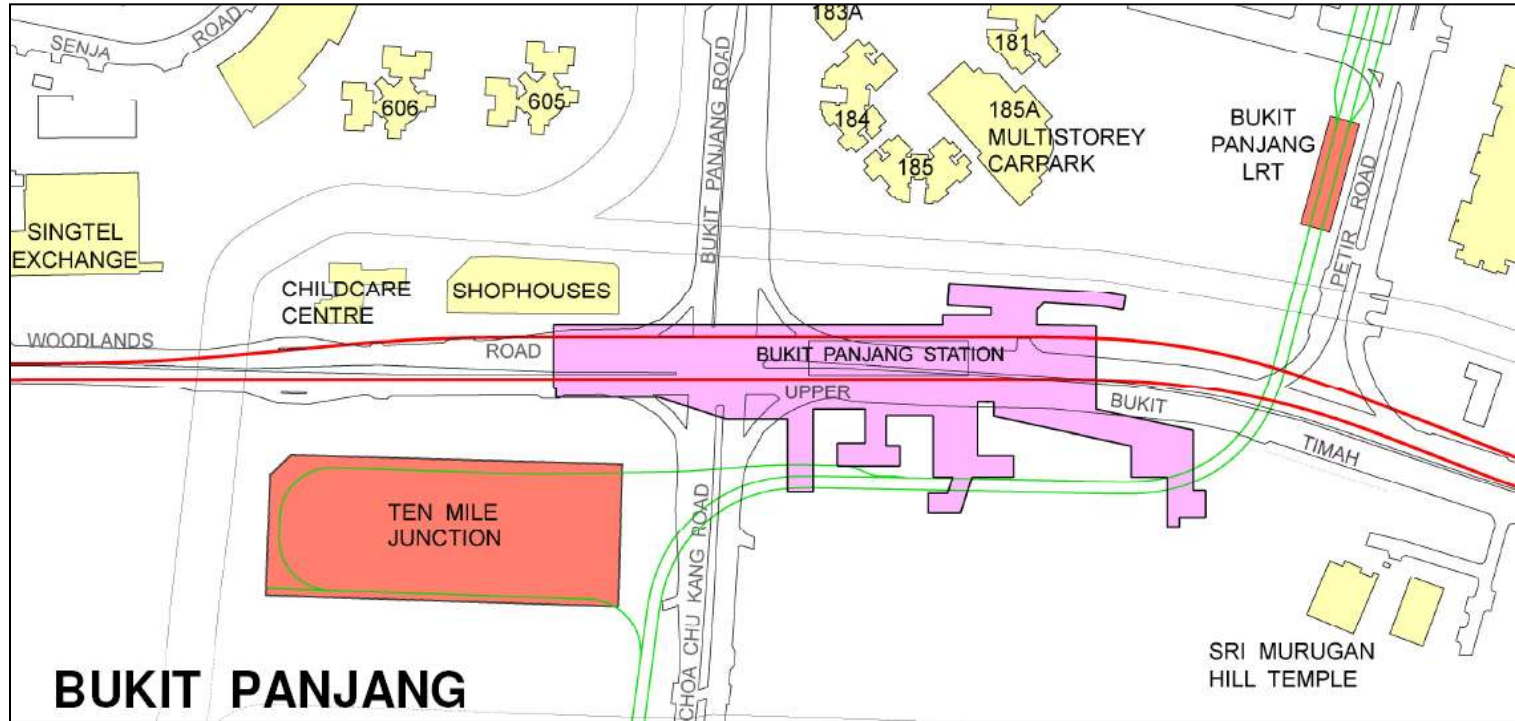 SENJA ROAD
183A
181
606
605
184
185
185A
MULTISTOREY
CARPARK
BUKIT
PANJANG
LRT
BUKIT PANJANG ROAD
PETIR ROAD
SINGTEL
EXCHANGE
CHILDCARE
CENTRE
SHOPHOUSES
WOODLANDS ROAD
BUKIT PANJANG STATION
UPPER BUKIT TIMAH
TEN MILE
JUNCTION
CHOA CHU KANG ROAD
SRI MURUGAN
HILL TEMPLE
BUKIT PANJANG